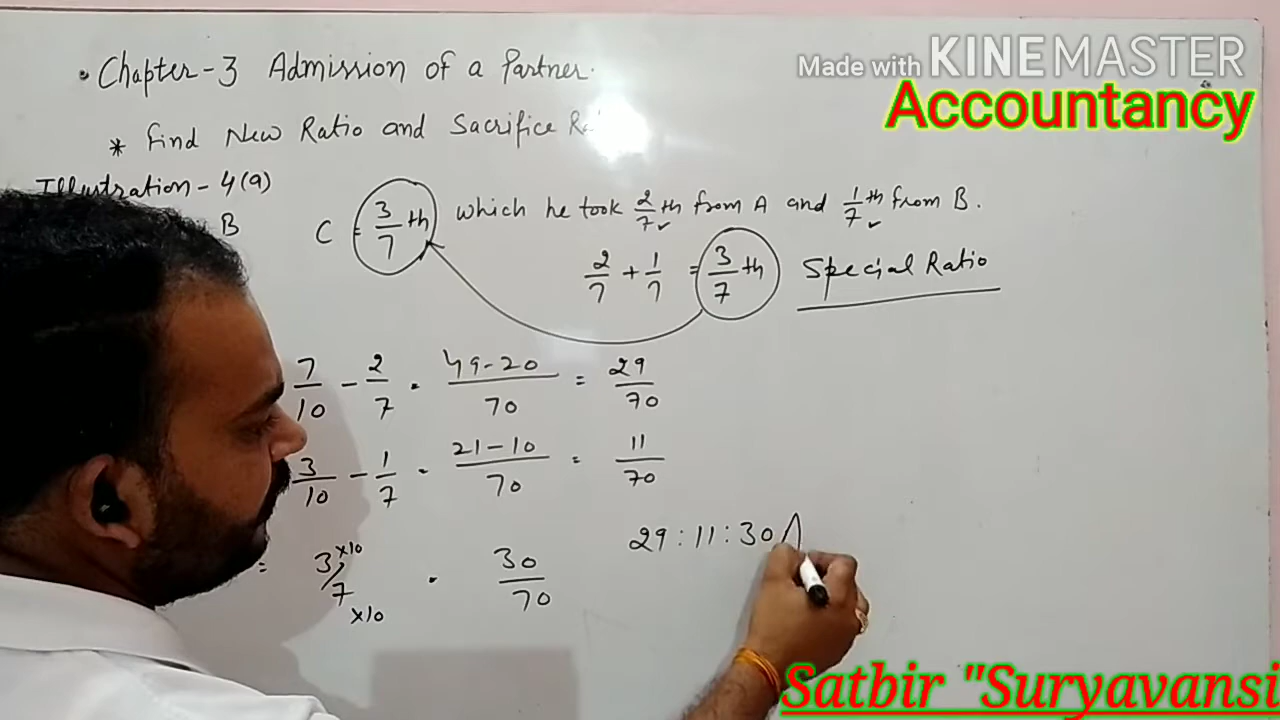 Made with KINEMASTER
Accountancy
• Chapter-3 Admission of a Partner.
* Find New Ratio and Sacrifice Ra
Illustration - 4(a)
B
C = 3/7 th which he took 2/7 th from A and 1/7 th from B.
2/7 + 1/7 = 3/7 th Special Ratio
7/10 - 2/7 = 49-20/70 = 29/70
3/10 - 1/7 = 21-10/70 = 11/70
29:11:30 A
= 3/7 x10 x10 = 30/70
Satbir "Suryavansi